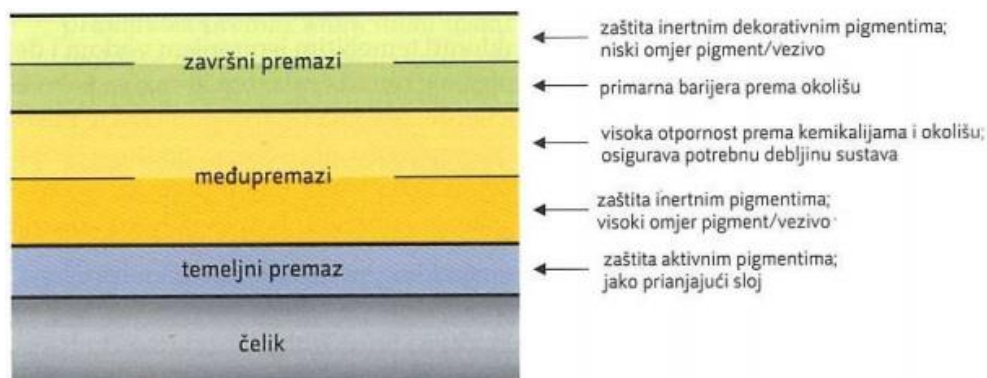 zaštita inertnim dekorativnim pigmentima;
niski omjer pigment/vezivo
završni premazi
primarna barijera prema okolišu
visoka otpornost prema kemikalijama i okolišu;
osigurava potrebnu debljinu sustava
međupremazi
zaštita inertnim pigmentima;
visoki omjer pigment/vezivo
temeljni premaz
zaštita aktivnim pigmentima;
jako prianjajući sloj
čelik